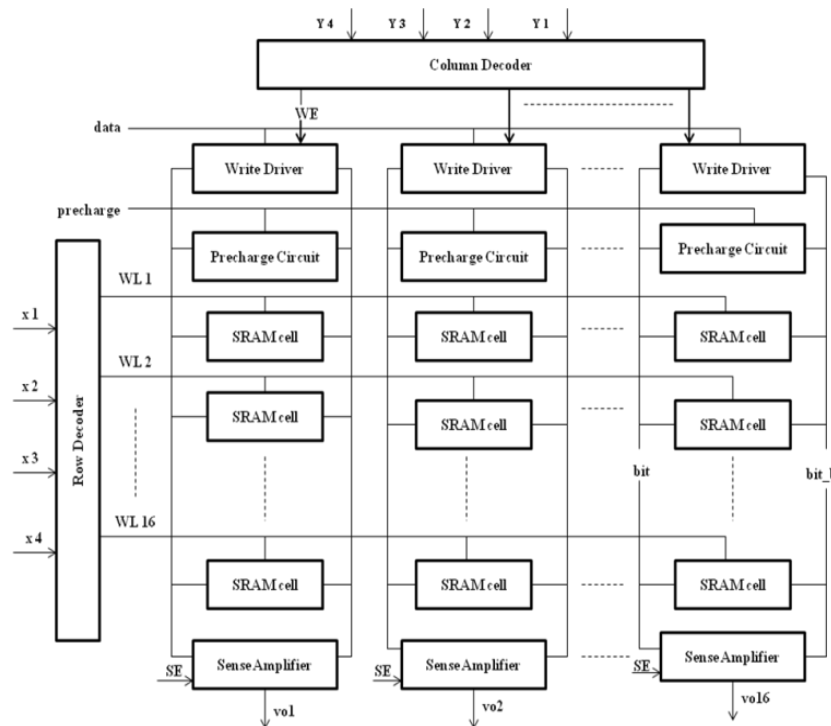 Y4 Y3 Y2 Y1
Column Decoder
WE
data
Write Driver Write Driver Write Driver
precharge
Precharge Circuit Precharge Circuit Precharge Circuit
WL 1
x1
SRAM cell SRAM cell SRAM cell
WL 2
x2
SRAM cell SRAM cell SRAM cell
Row Decoder
x3
bit bit_b
WL 16
x4
SRAM cell SRAM cell SRAM cell
Sense Amplifier Sense Amplifier Sense Amplifier
SE SE SE
vo1 vo2 vo16